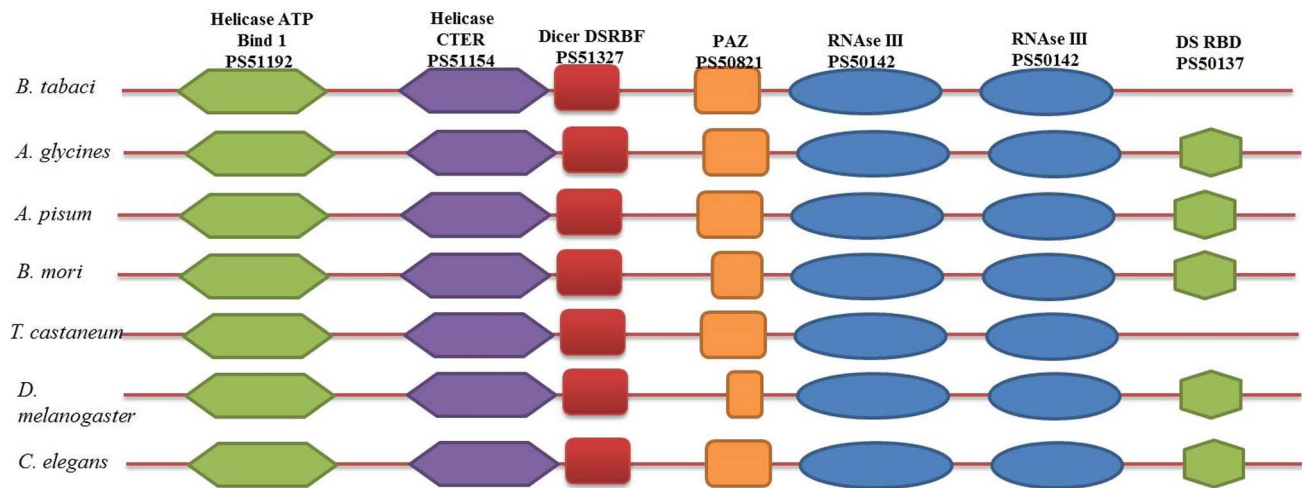 Helicase ATP
Bind 1
PS51192
Helicase
CTER
PS51154
Dicer DSRBF
PS51327
PAZ
PS50821
RNAse III
PS50142
RNAse III
PS50142
DS RBD
PS50137
B. tabaci
A. glycines
A. pisum
B. mori
T. castaneum
D.
melanogaster
C. elegans